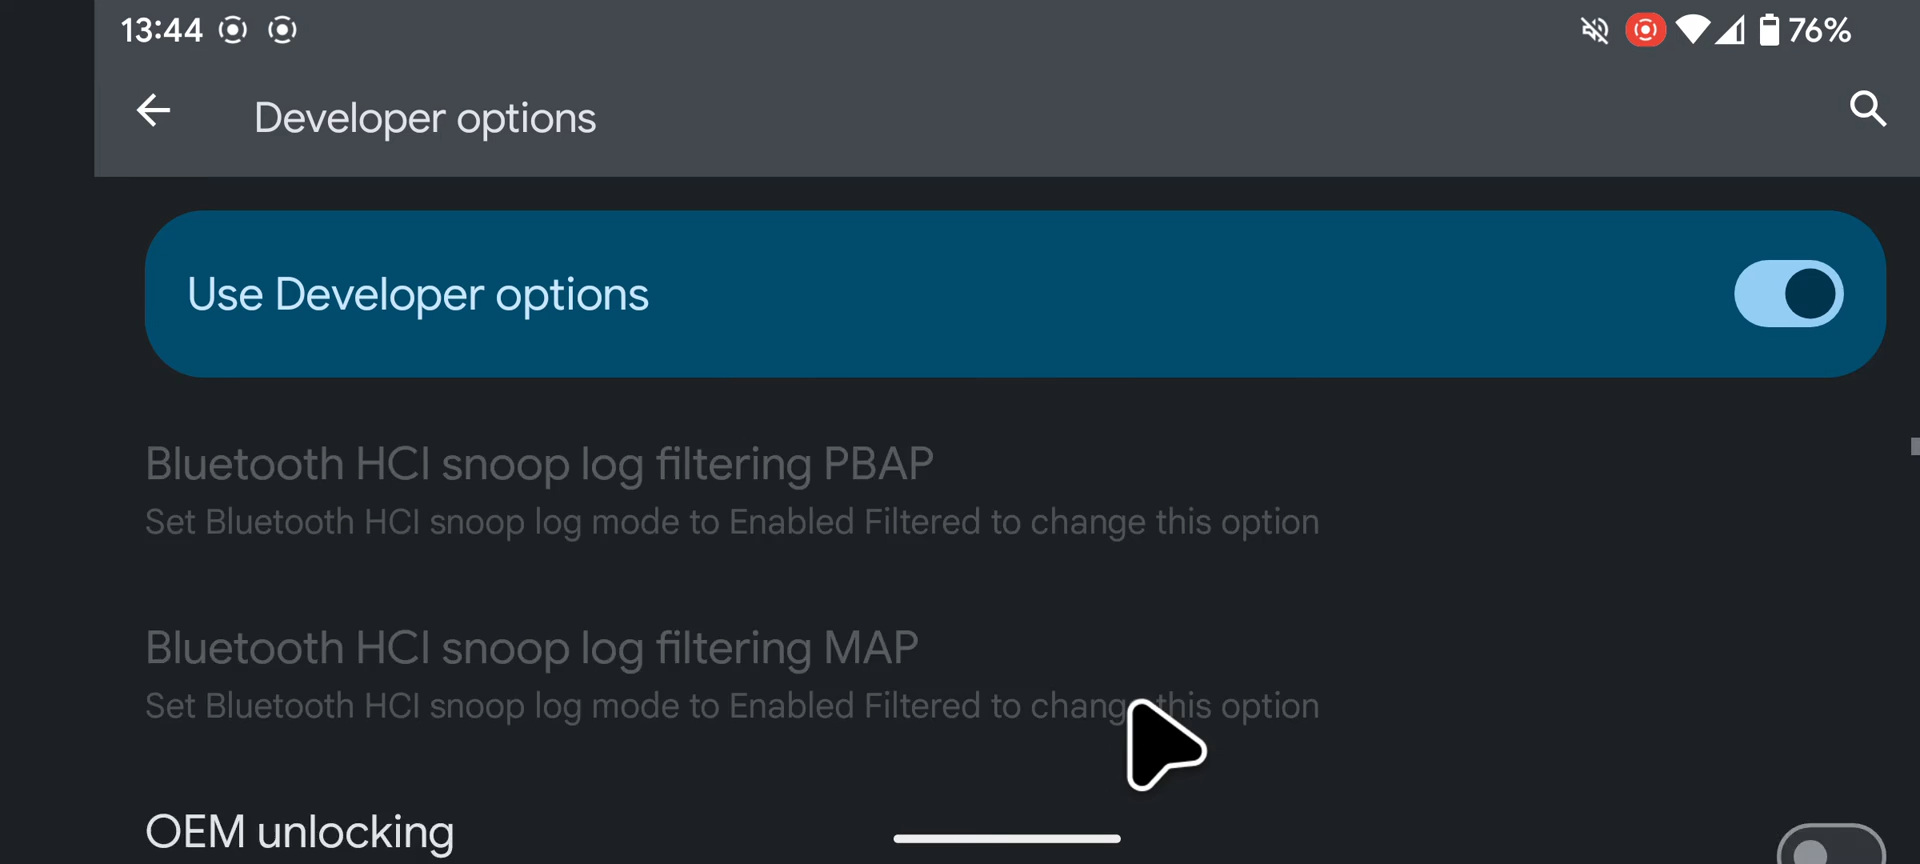 13:44 76%
Developer options
Use Developer options
Bluetooth HCI snoop log filtering PBAP
Set Bluetooth HCI snoop log mode to Enabled Filtered to change this option
Bluetooth HCI snoop log filtering MAP
Set Bluetooth HCI snoop log mode to Enabled Filtered to change this option
OEM unlocking